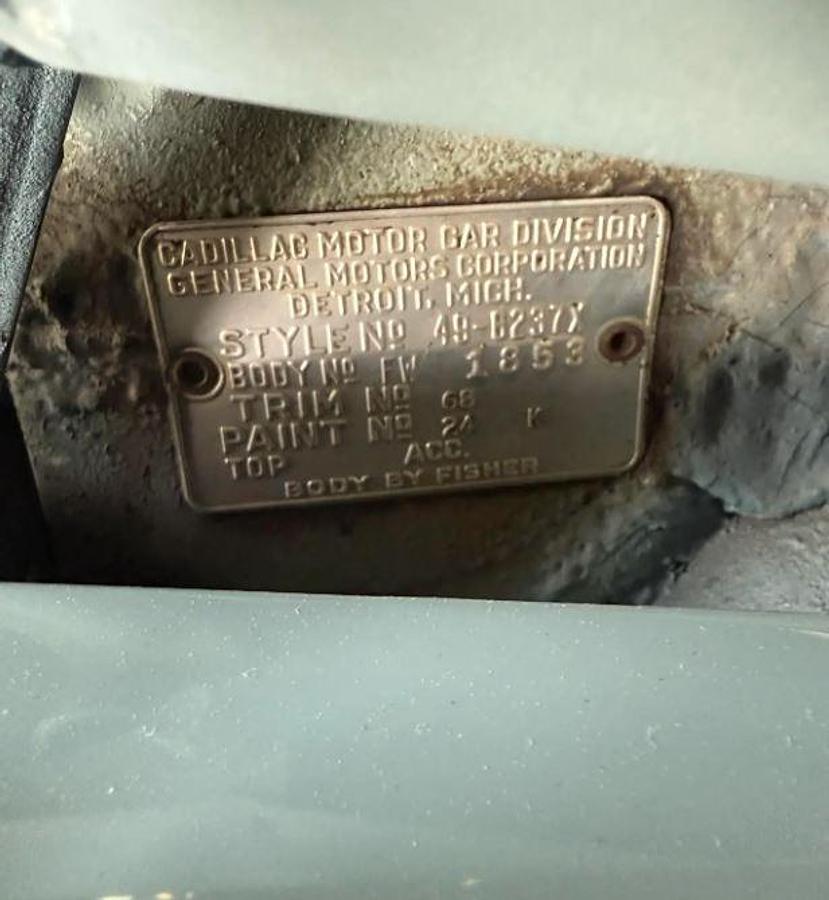 CADILLAC MOTOR CAR DIVISION
GENERAL MOTORS CORPORATION
DETROIT, MICH.
STYLE Nº 49-6237X
BODY Nº FW 1853
TRIM Nº 68
PAINT Nº 24 K
TOP ACC.
BODY BY FISHER